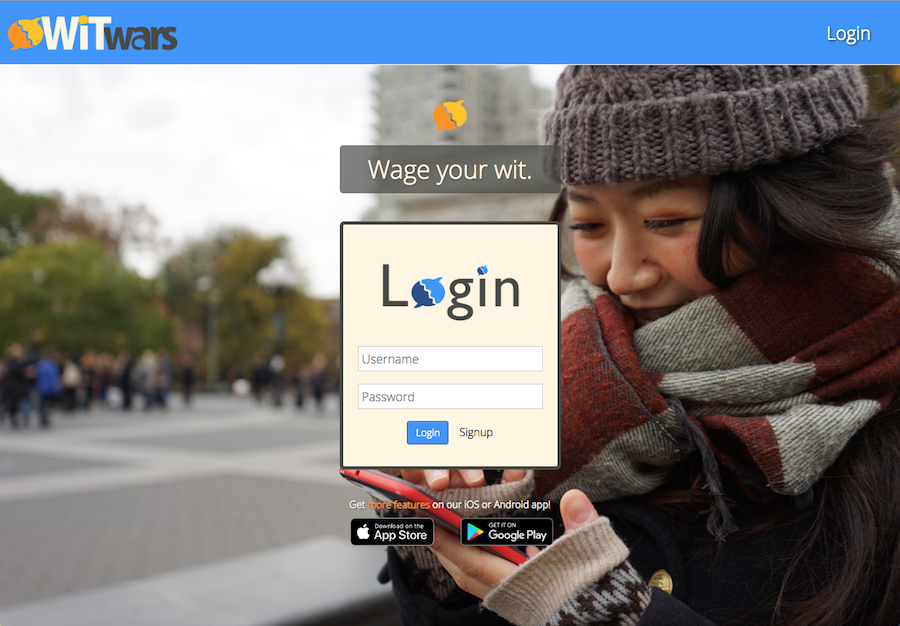 WiTwars
Login
Wage your wit.
Login
Username
Password
Login Signup
Get more features on our iOS or Android app!
Download on the App Store
GET IT ON Google Play